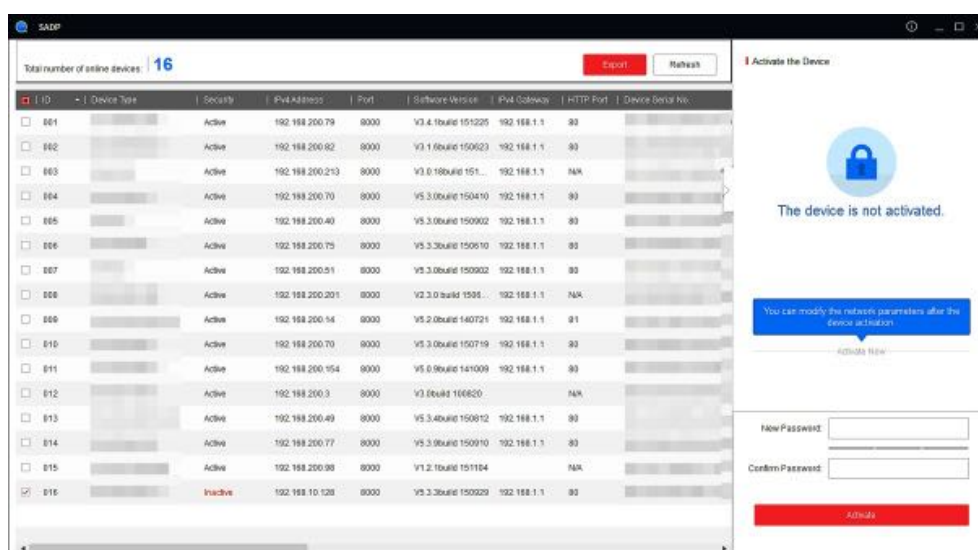 SADP
Total number of online devices: 16
Export Refresh
Activate the Device
ID Device Type Security IPv4 Address Port Software Version IPv4 Gateway HTTP Port Device Serial No.
001 Active 192.168.200.79 8000 V3.4.1build 151225 192.168.1.1 80
002 Active 192.168.200.82 8000 V3.1.6build 150623 192.168.1.1 80
003 Active 192.168.200.213 8000 V3.0.18build 151... 192.168.1.1 N/A
004 Active 192.168.200.70 8000 V5.3.0build 150410 192.168.1.1 80
005 Active 192.168.200.40 8000 V5.3.0build 150902 192.168.1.1 80
006 Active 192.168.200.75 8000 V5.3.3build 150610 192.168.1.1 80
007 Active 192.168.200.51 8000 V5.3.0build 150902 192.168.1.1 80
008 Active 192.168.200.201 8000 V2.3.0 build 1506... 192.168.1.1 N/A
009 Active 192.168.200.14 8000 V5.2.0build 140721 192.168.1.1 81
010 Active 192.168.200.70 8000 V5.3.0build 150719 192.168.1.1 80
011 Active 192.168.200.154 8000 V5.0.9build 141009 192.168.1.1 80
012 Active 192.168.200.3 8000 V3.0build 100820 N/A
013 Active 192.168.200.49 8000 V5.3.4build 150812 192.168.1.1 80
014 Active 192.168.200.77 8000 V5.3.9build 150910 192.168.1.1 80
015 Active 192.168.200.98 8000 V1.2.1build 151104 N/A
016 Inactive 192.168.10.128 8000 V5.3.3build 150929 192.168.1.1 80
The device is not activated.
You can modify the network parameters after the
device activation
Activate Now
New Password:
Confirm Password:
Activate